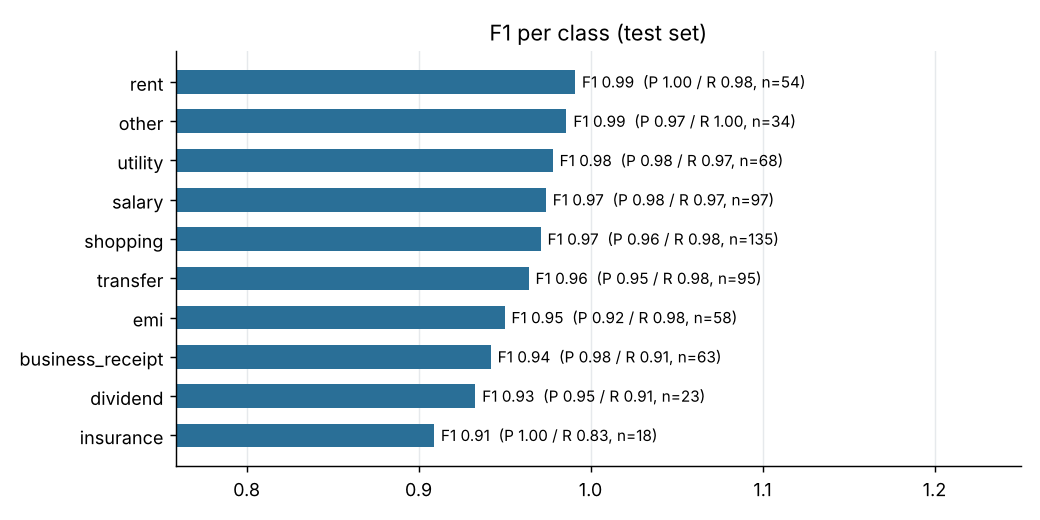 F1 per class (test set)
rent F1 0.99 (P 1.00 / R 0.98, n=54)
other F1 0.99 (P 0.97 / R 1.00, n=34)
utility F1 0.98 (P 0.98 / R 0.97, n=68)
salary F1 0.97 (P 0.98 / R 0.97, n=97)
shopping F1 0.97 (P 0.96 / R 0.98, n=135)
transfer F1 0.96 (P 0.95 / R 0.98, n=95)
emi F1 0.95 (P 0.92 / R 0.98, n=58)
business_receipt F1 0.94 (P 0.98 / R 0.91, n=63)
dividend F1 0.93 (P 0.95 / R 0.91, n=23)
insurance F1 0.91 (P 1.00 / R 0.83, n=18)
0.8 0.9 1.0 1.1 1.2